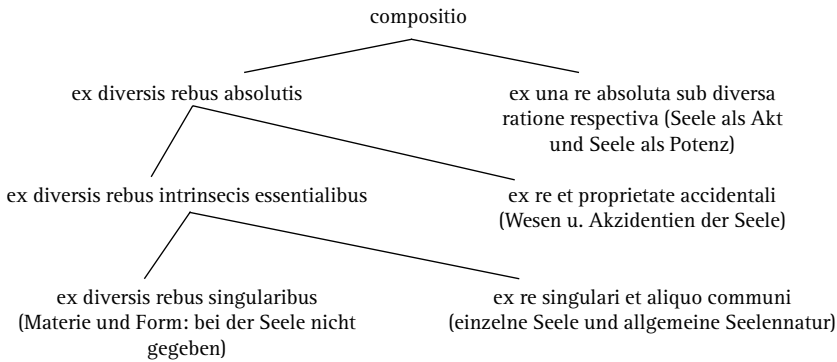 compositio
ex diversis rebus absolutis
ex una re absoluta sub diversa
ratione respectiva (Seele als Akt
und Seele als Potenz)
ex diversis rebus intrinsecis essentialibus
ex re et proprietate accidentali
(Wesen u. Akzidentien der Seele)
ex diversis rebus singularibus
(Materie und Form: bei der Seele nicht
gegeben)
ex re singulari et aliquo communi
(einzelne Seele und allgemeine Seelennatur)